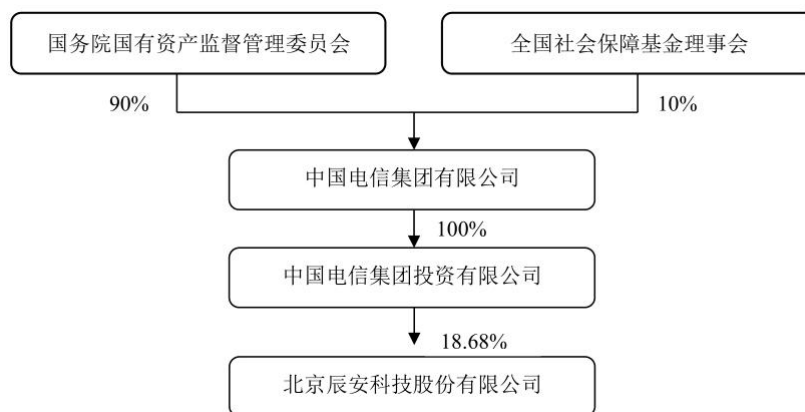 国务院国有资产监督管理委员会
全国社会保障基金理事会
90%
10%
中国电信集团有限公司
100%
中国电信集团投资有限公司
18.68%
北京辰安科技股份有限公司